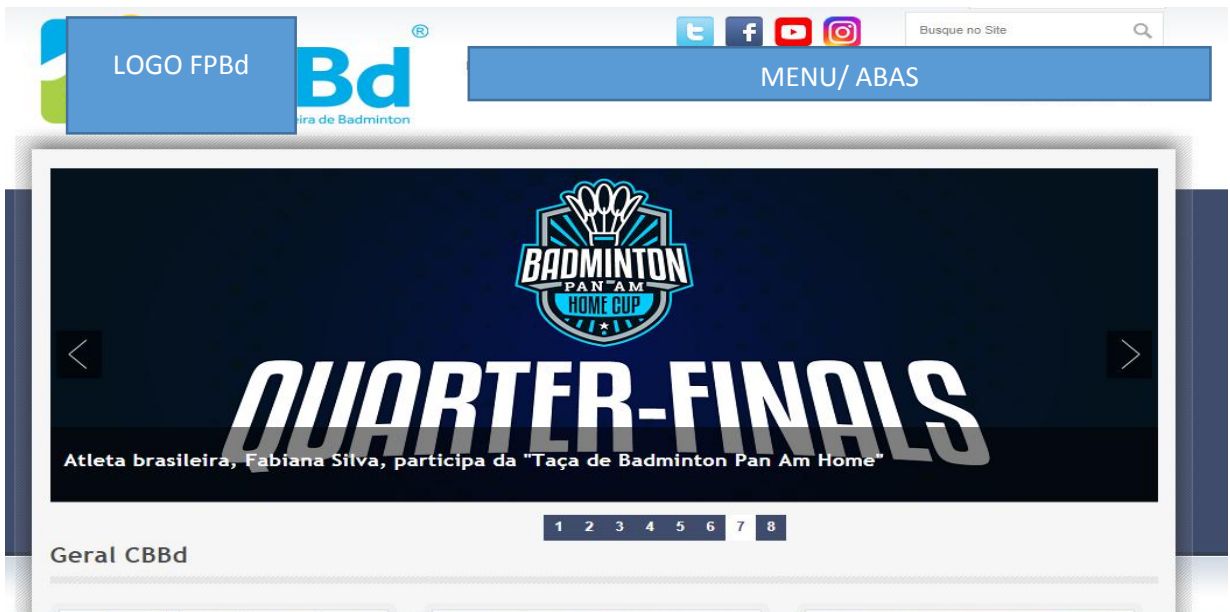 ®
Busque no Site
LOGO FPBd
MENU/ ABAS
Bd
eira de Badminton
BADMINTON
PAN AM
HOME CUP
QUARTER-FINALS
Atleta brasileira, Fabiana Silva, participa da "Taça de Badminton Pan Am Home"
1 2 3 4 5 6 7 8
Geral CBBd